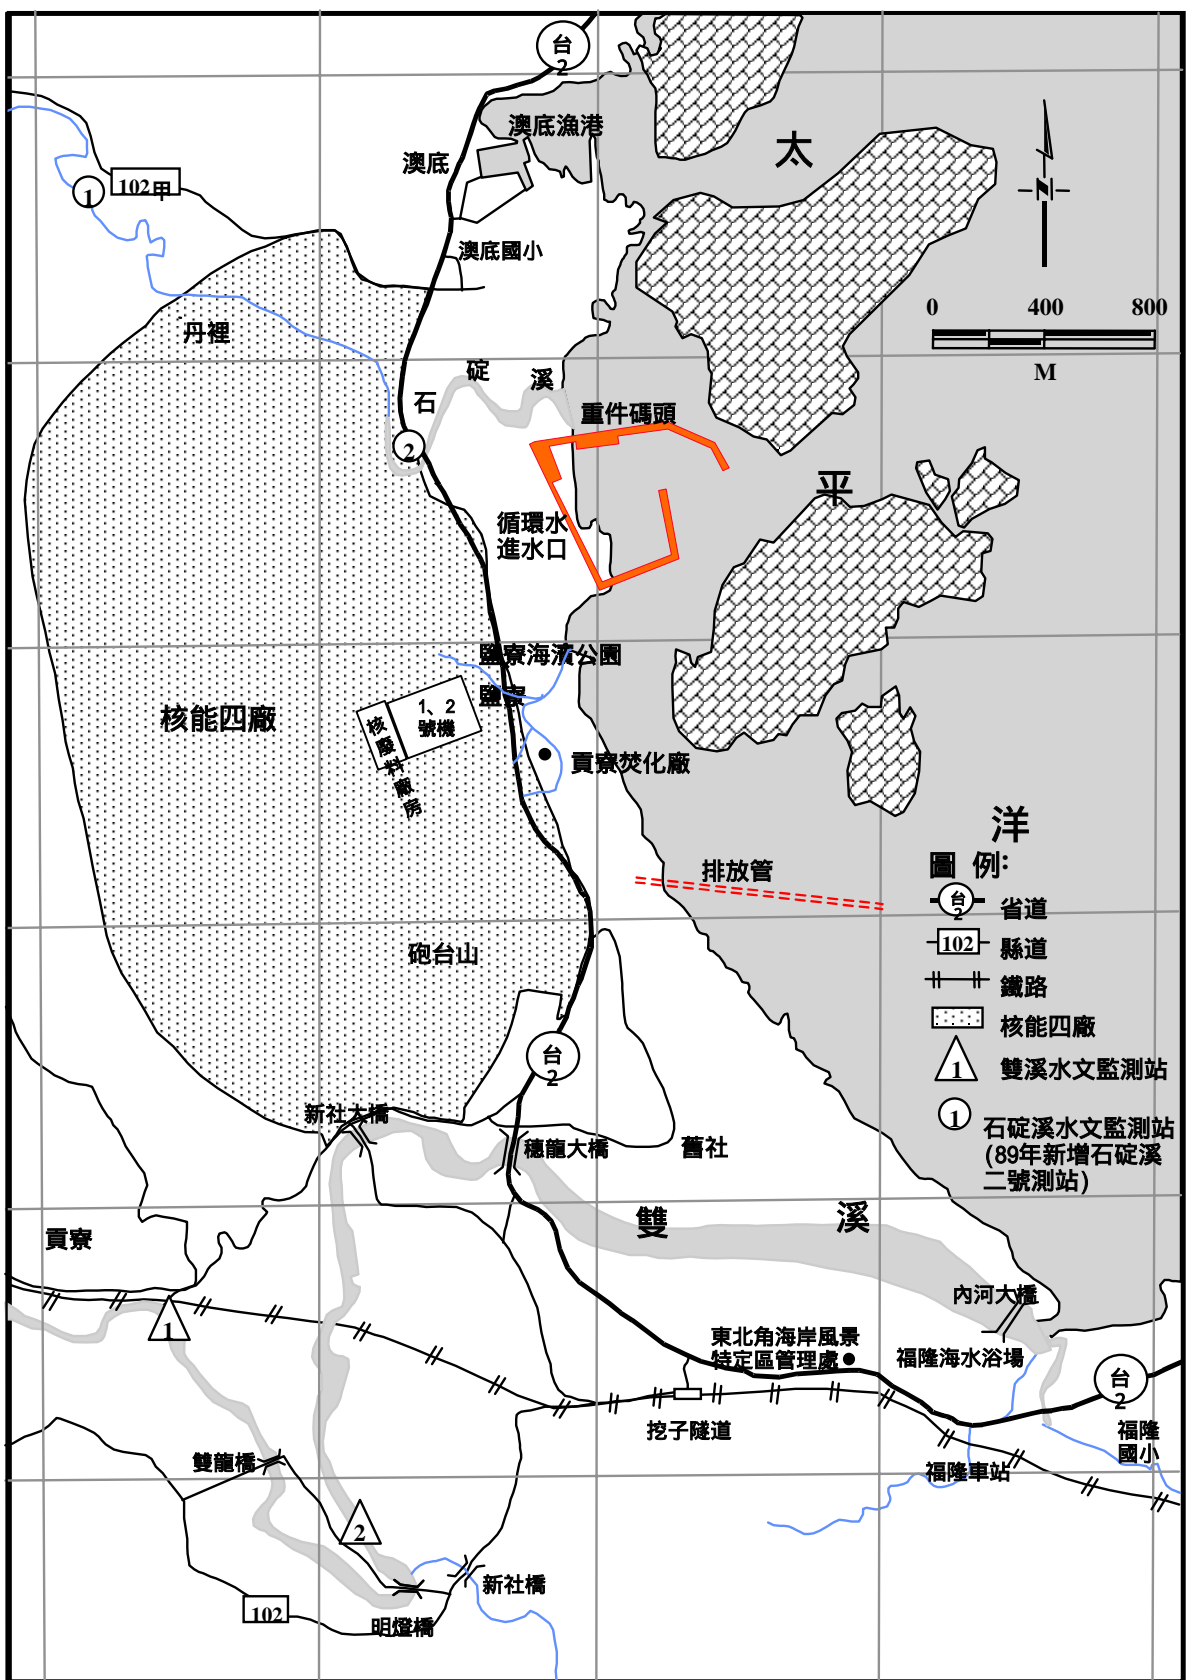 台
2
澳底漁港
太
澳底
102甲
1
澳底國小
0 400 800
M
丹裡
碇
溪
石
重件碼頭
2
平
循環水
進水口
鹽寮海濱公園
鹽寮
核能四廠
1、2
號機
核廢料廠房
貢寮焚化廠
洋
排放管
圖 例:
台
2
省道
102
縣道
鐵路
核能四廠
1
雙溪水文監測站
1
石碇溪水文監測站
(89年新增石碇溪
二號測站)
砲台山
台
2
新社大橋
穗龍大橋
舊社
雙
溪
貢寮
內河大橋
1
東北角海岸風景
特定區管理處
福隆海水浴場
台
2
挖子隧道
福隆
國小
雙龍橋
福隆車站
2
新社橋
102
明燈橋